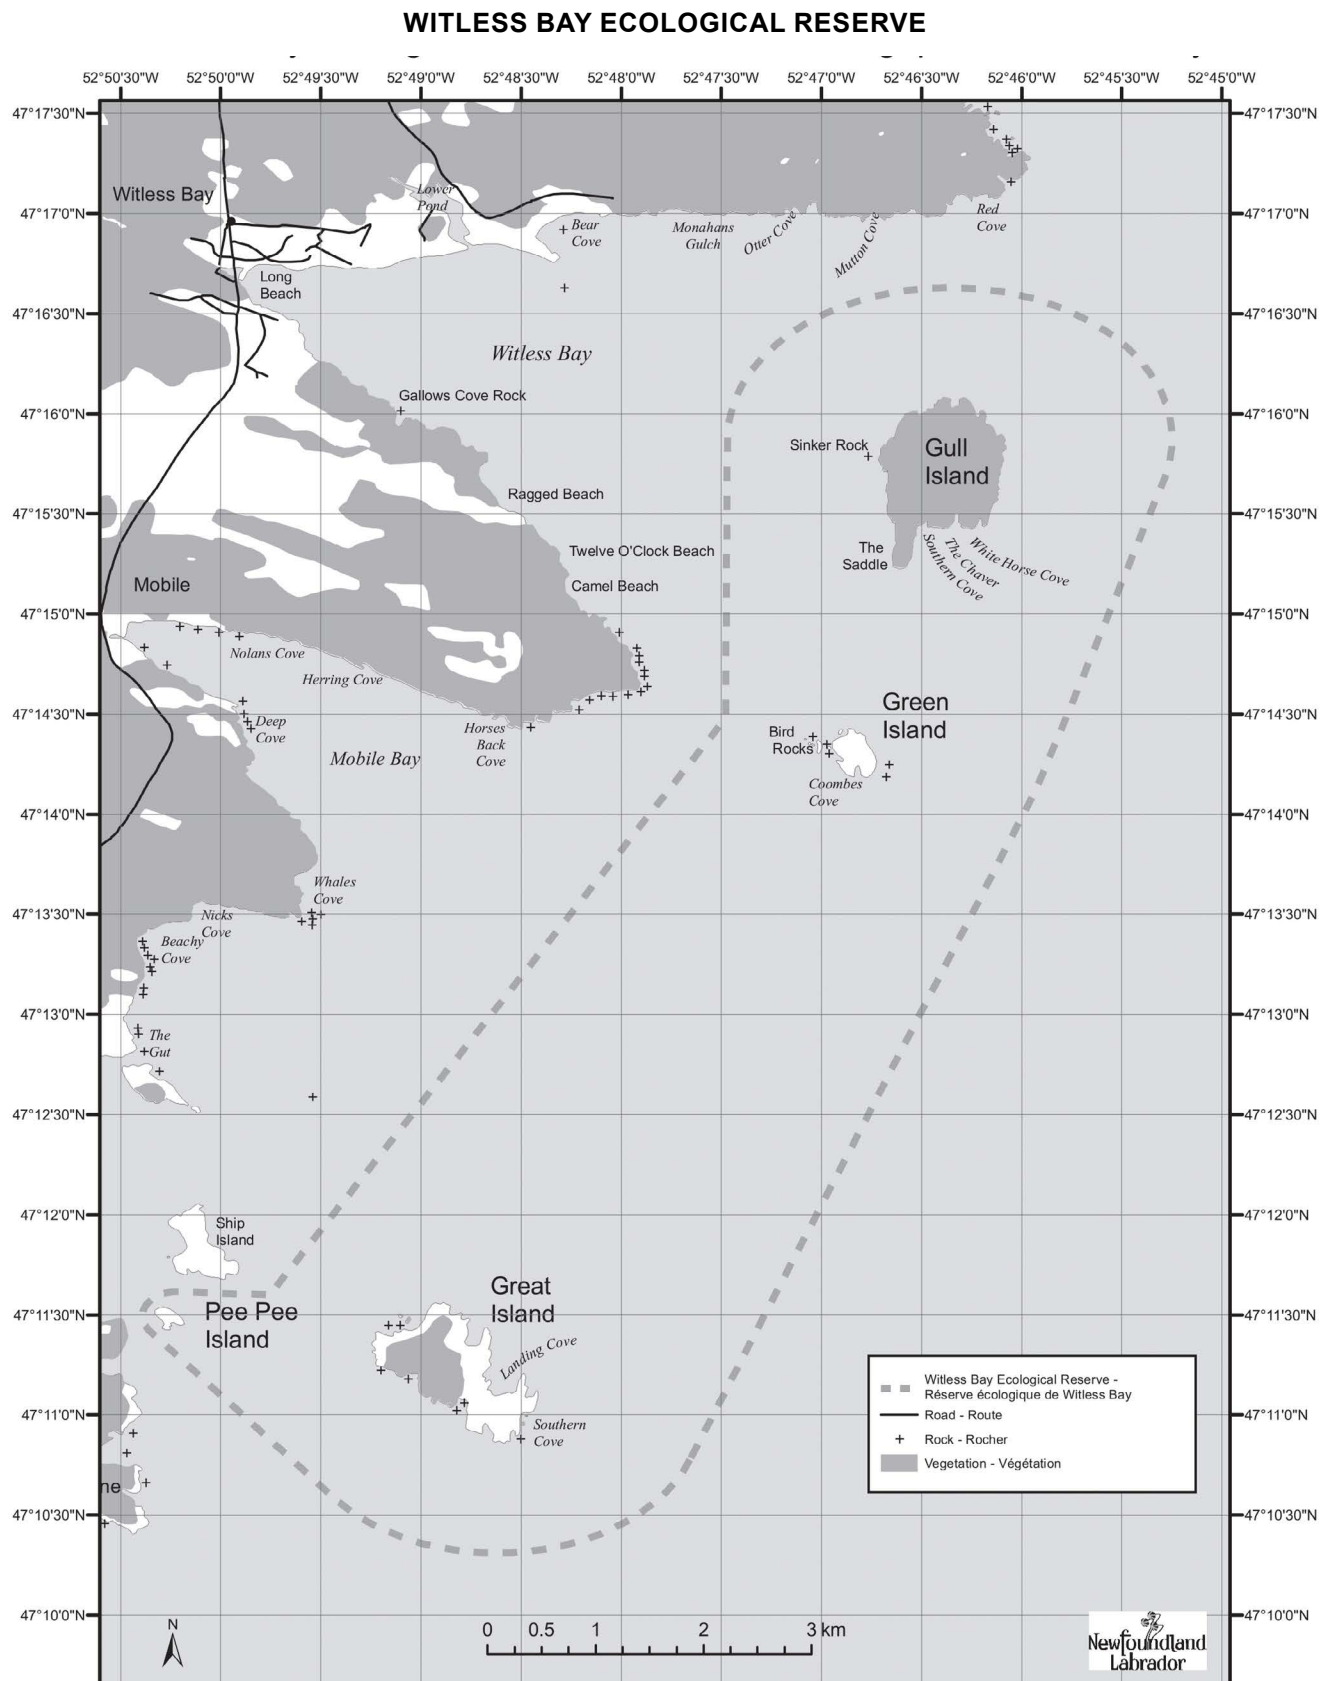 WITLESS BAY ECOLOGICAL RESERVE
52°50'30"W 52°50'0"W 52°49'30"W 52°49'0"W 52°48'30"W 52°48'0"W 52°47'30"W 52°47'0"W 52°46'30"W 52°46'0"W 52°45'30"W 52°45'0"W
47°17'30"N 47°17'30"N
Witless Bay
Lower
Pond
47°17'0"N 47°17'0"N
Bear
Cove
Monahans
Gulch
Otter Cove
Mutton Cove
Red
Cove
Long
Beach
47°16'30"N 47°16'30"N
Witless Bay
Gallows Cove Rock
47°16'0"N 47°16'0"N
Sinker Rock
Gull
Island
Ragged Beach
47°15'30"N 47°15'30"N
Twelve O'Clock Beach
The
Saddle
Southern Cove
The Chaver
White Horse Cove
Mobile
Camel Beach
47°15'0"N 47°15'0"N
Nolans Cove
Herring Cove
Green
Island
47°14'30"N 47°14'30"N
Deep
Cove
Horses
Back
Cove
Bird
Rocks
Mobile Bay
Coombes
Cove
47°14'0"N 47°14'0"N
Whales
Cove
47°13'30"N 47°13'30"N
Nicks
Cove
Beachy
Cove
47°13'0"N 47°13'0"N
The
Gut
47°12'30"N 47°12'30"N
47°12'0"N 47°12'0"N
Ship
Island
Great
Island
47°11'30"N 47°11'30"N
Pee Pee
Island
Landing Cove
Witless Bay Ecological Reserve -
Réserve écologique de Witless Bay
47°11'0"N 47°11'0"N
Road - Route
Southern
Cove
Rock - Rocher
Vegetation - Végétation
ne
47°10'30"N 47°10'30"N
47°10'0"N 47°10'0"N
N
0 0.5 1 2 3 km
Newfoundland
Labrador